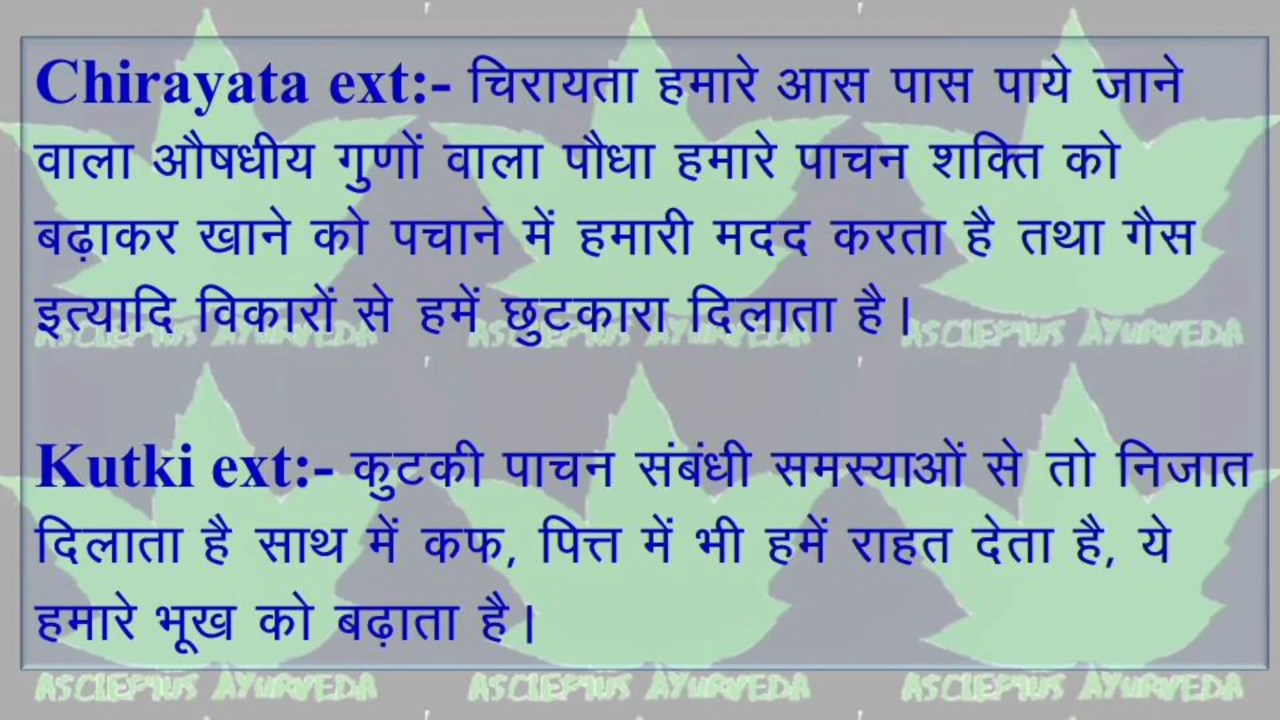 Chirayata ext:- चिरायता हमारे आस पास पाये जाने
वाला औषधीय गुणों वाला पौधा हमारे पाचन शक्ति को
बढ़ाकर खाने को पचाने में हमारी मदद करता है तथा गैस
इत्यादि विकारों से हमें छुटकारा दिलाता है।
ASCLEPIUS AYURVEDA ASCLEPIUS AYURVEDA ASCLEPIUS AYURVEDA
Kutki ext:- कुटकी पाचन संबंधी समस्याओं से तो निजात
दिलाता है साथ में कफ, पित्त में भी हमें राहत देता है, ये
हमारे भूख को बढ़ाता है।
ASCLEPIUS AYURVEDA ASCLEPIUS AYURVEDA ASCLEPIUS AYURVEDA